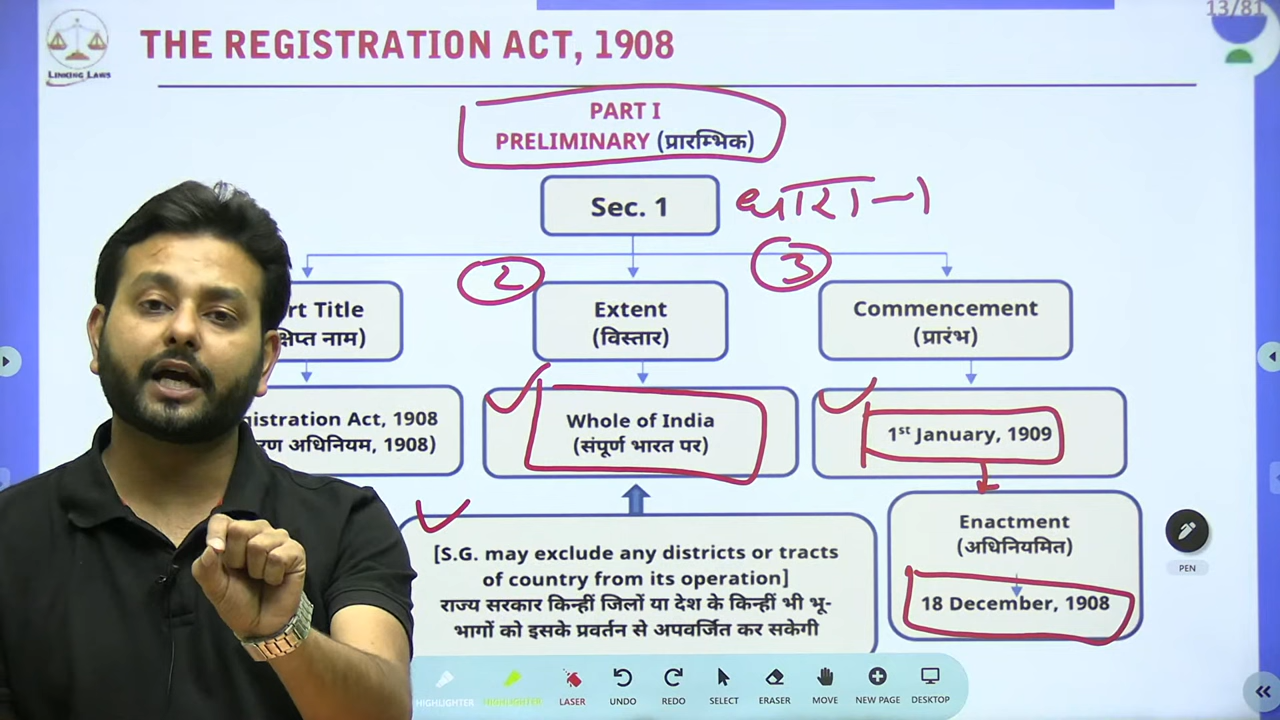 13/81
LINKING LAWS
THE REGISTRATION ACT, 1908
PART I
PRELIMINARY (प्रारम्भिक)
Sec. 1
धारा-1
2
3
Title
Extent
(विस्तार)
Commencement
(प्रारंभ)
नाम)
Act, 1908
अधिनियम, 1908)
Whole of India
(संपूर्ण भारत पर)
1st January, 1909
[S.G. may exclude any districts or tracts
of country from its operation]
राज्य सरकार किन्हीं जिलों या देश के किन्हीं भी भू-
भागों को इसके प्रवर्तन से अपवर्जित कर सकेगी
Enactment
(अधिनियमित)
18 December, 1908
PEN
HIGHLIGHTER
HIGHLIGHTER
LASER
UNDO
REDO
SELECT
ERASER
MOVE
NEW PAGE
DESKTOP